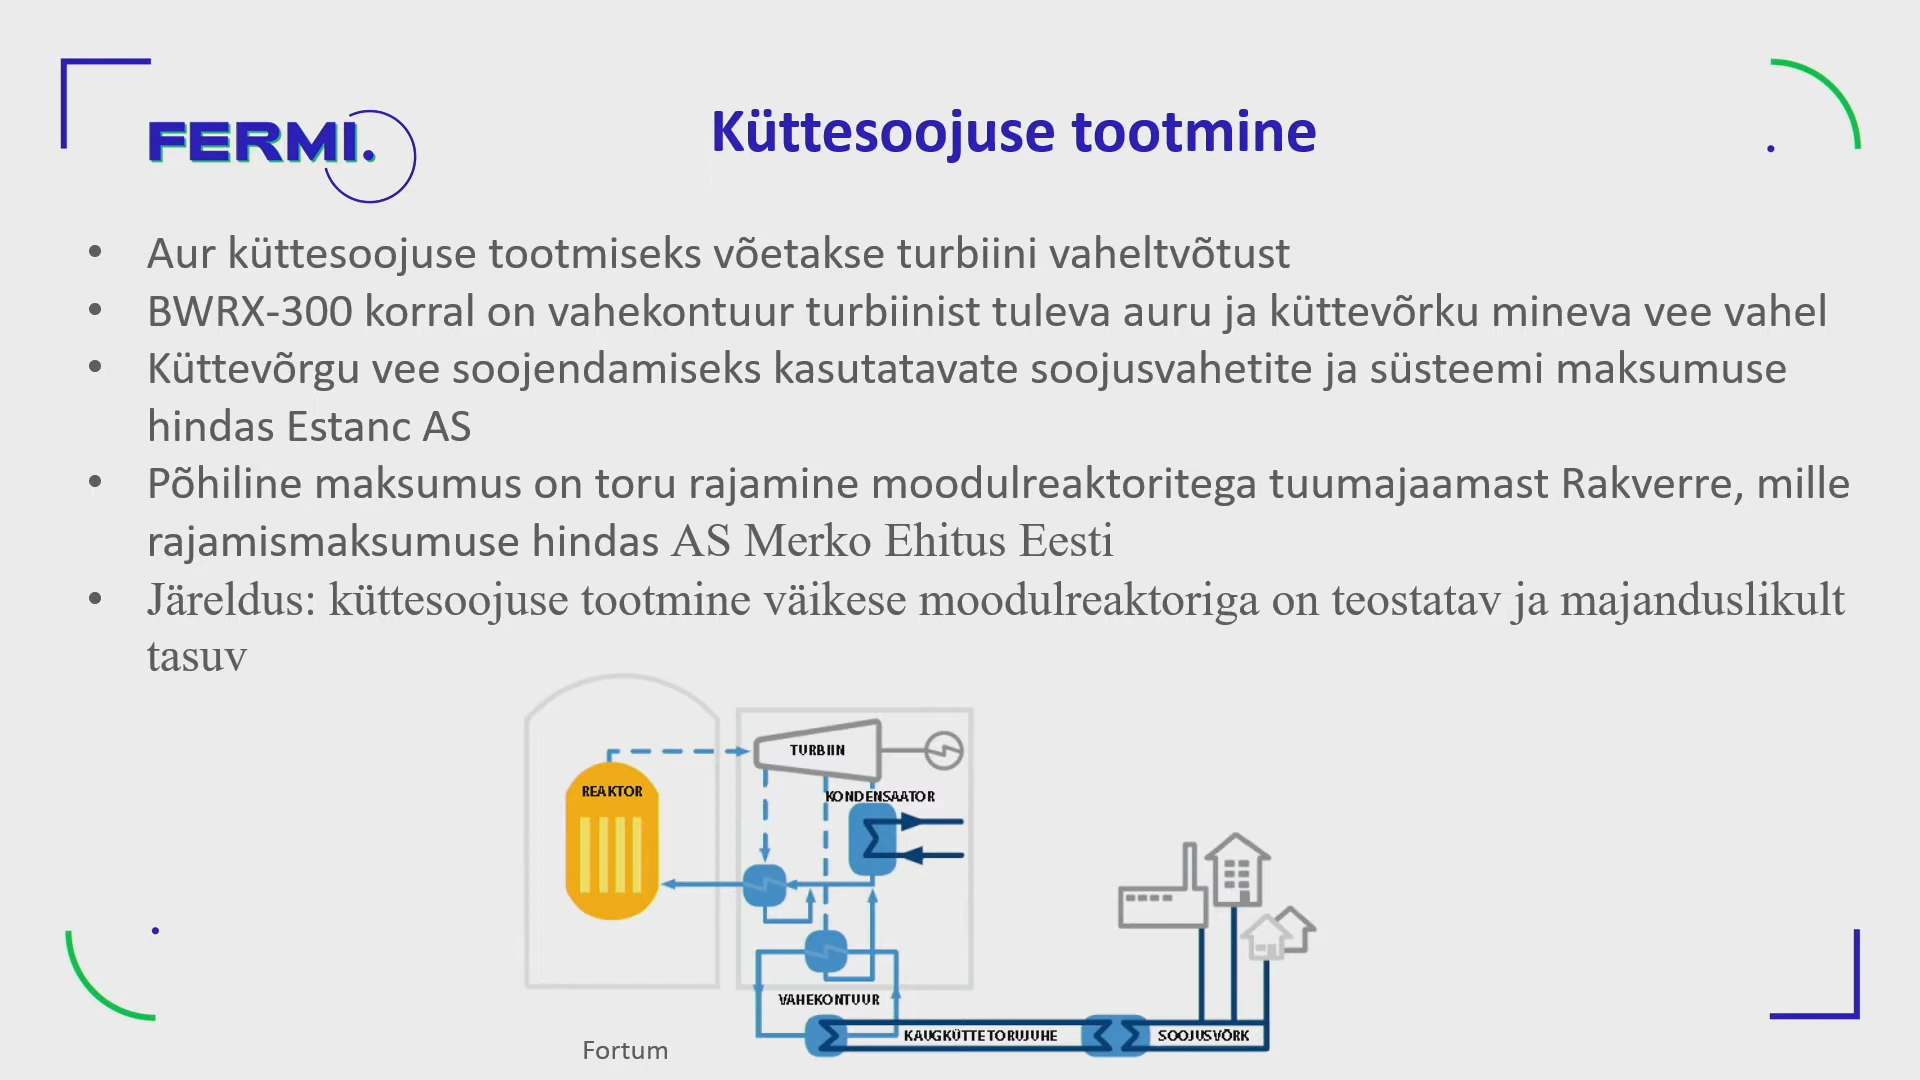 FERMI.
Küttesoojuse tootmine
• Aur küttesoojuse tootmiseks võetakse turbiini vaheltvõtust
• BWRX-300 korral on vahekontuur turbiinist tuleva auru ja küttevõrku mineva vee vahel
• Küttevõrgu vee soojendamiseks kasutatavate soojusvahetite ja süsteemi maksumuse
hindas Estanc AS
• Põhiline maksumus on toru rajamine moodulreaktoritega tuumajaamast Rakverre, mille
rajamismaksumuse hindas AS Merko Ehitus Eesti
• Järeldus: küttesoojuse tootmine väikese moodulreaktoriga on teostatav ja majanduslikult
tasuv
TURBIIN
REAKTOR
KONDENSAATOR
VAHEKONTUUR
KAUGKÜTTETORUJUHE
SOOJUSVÕRK
Fortum